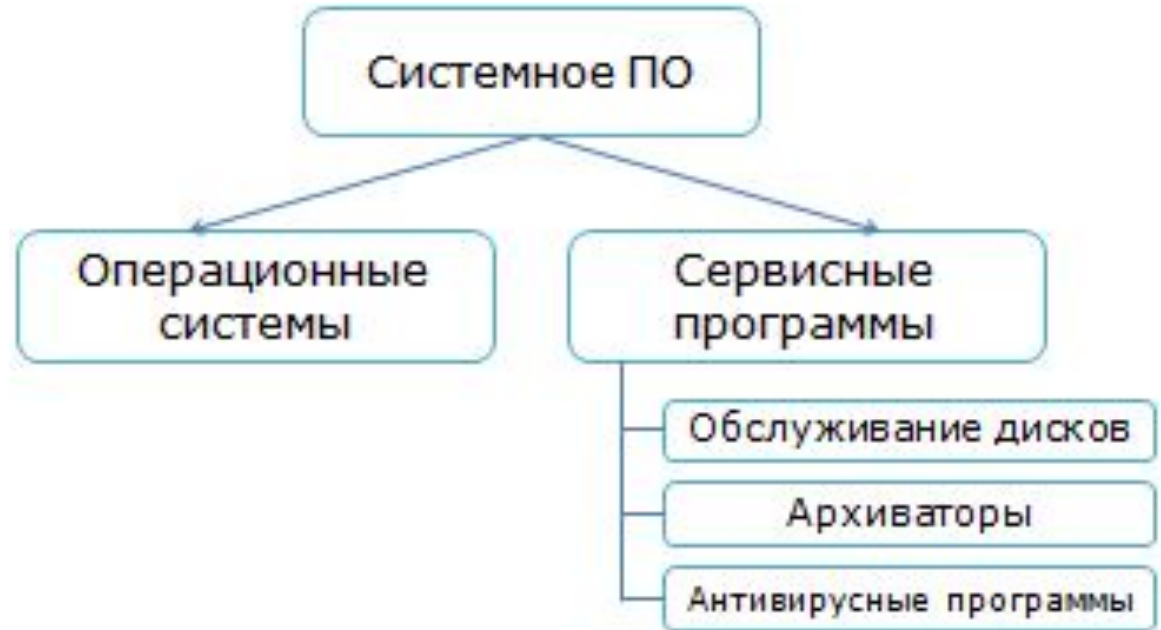 Системное ПО
Операционные
системы
Сервисные
программы
Обслуживание дисков
Архиваторы
Антивирусные программы